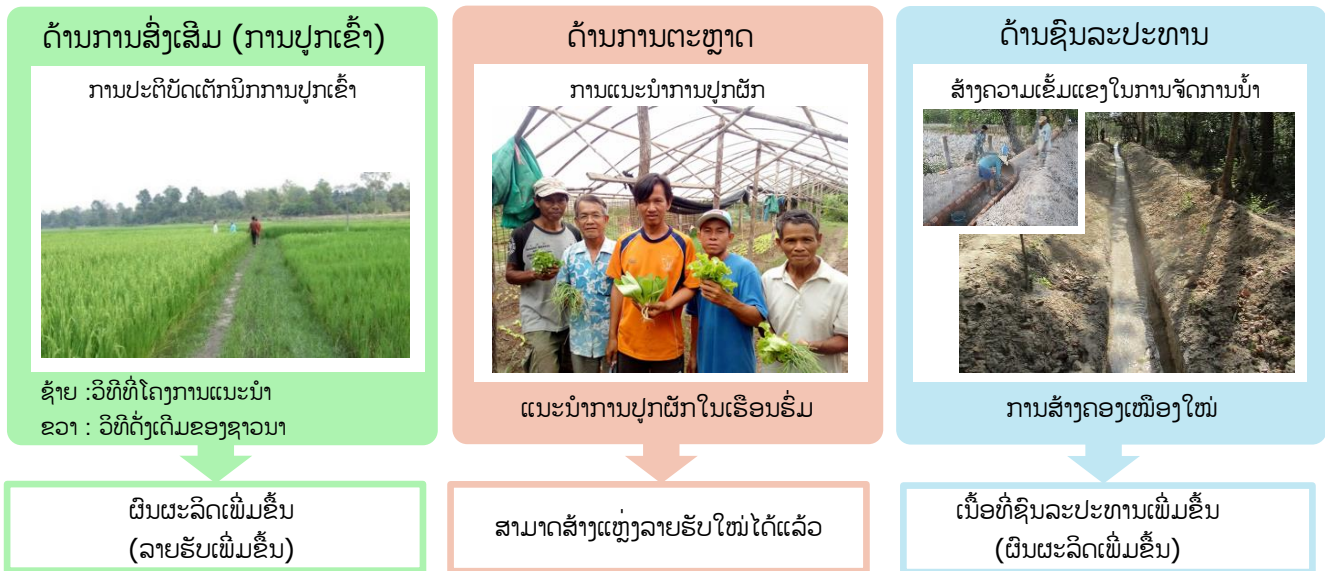 ດ້ານການສົ່ງເສີມ (ການປູກເຂົ້າ)
ການປະຕິບັດເຕັກນິກການປູກເຂົ້າ
ຊ້າຍ :ວິທີທີ່ໂຄງການແນະນຳ
ຂວາ : ວິທີດັ່ງເດີມຂອງຊາວນາ
ຜົນຜະລິດເພີ່ມຂຶ້ນ
(ລາຍຮັບເພີ່ມຂຶ້ນ)
ດ້ານການຕະຫຼາດ
ການແນະນຳການປູກຜັກ
ແນະນຳການປູກຜັກໃນເຮືອນຮົ່ມ
ສາມາດສ້າງແຫຼ່ງລາຍຮັບໃໝ່ໄດ້ແລ້ວ
ດ້ານຊົນລະປະທານ
ສ້າງຄວາມເຂັ້ມແຂງໃນການຈັດການນ້ຳ
ການສ້າງຄອງເໝືອງໃໝ່
ເນື້ອທີ່ຊົນລະປະທານເພີ່ມຂຶ້ນ
(ຜົນຜະລິດເພີ່ມຂຶ້ນ)